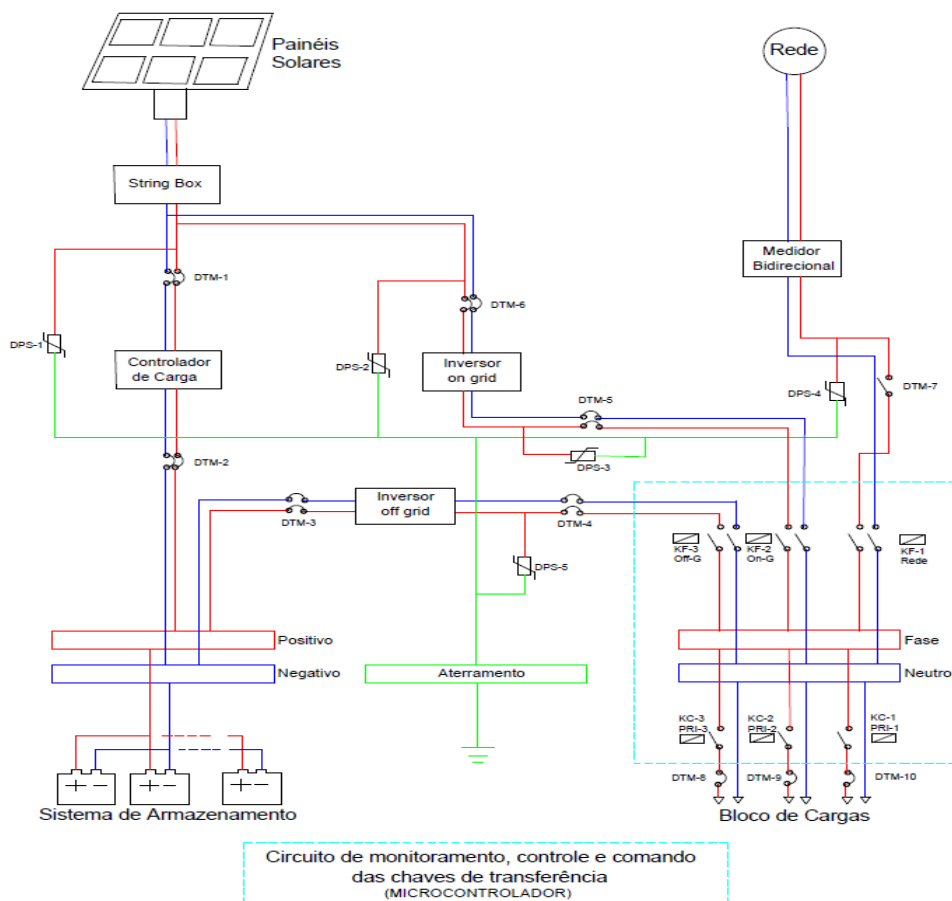 Painéis
Solares
Rede
String Box
Medidor
Bidirecional
DTM-1
DTM-6
DPS-1
Controlador
de Carga
DPS-2
Inversor
on grid
DPS-4
DTM-7
DTM-5
DTM-2
DPS-3
Inversor
off grid
DTM-3
DTM-4
DPS-5
KF-3
Off-G
KF-2
On-G
KF-1
Rede
Positivo
Fase
Negativo
Aterramento
Neutro
KC-3
PRI-3
KC-2
PRI-2
KC-1
PRI-1
DTM-8
DTM-9
DTM-10
+ -
+ -
+ -
Sistema de Armazenamento
Bloco de Cargas
Circuito de monitoramento, controle e comando
das chaves de transferência
(MICROCONTROLADOR)